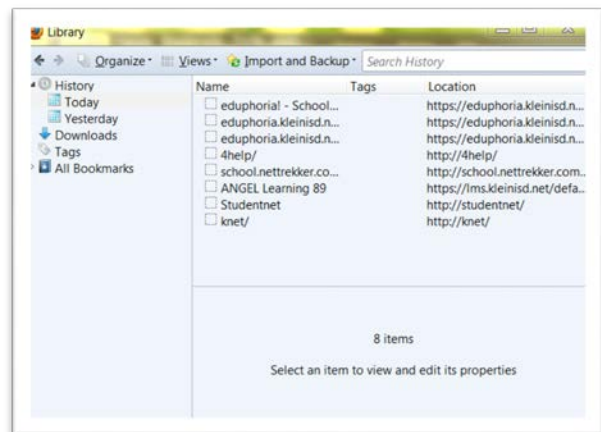 Library
Organize Views Import and Backup Search History
History
Today
Yesterday
Downloads
Tags
All Bookmarks
Name Tags Location
eduphoria! - School... https://eduphoria.kleinisd.n...
eduphoria.kleinisd.n... https://eduphoria.kleinisd.n...
eduphoria.kleinisd.n... https://eduphoria.kleinisd.n...
4help/ http://4help/
school.nettrekker.co... http://school.nettrekker.com...
ANGEL Learning 89 https://lms.kleinisd.net/defa...
Studentnet http://studentnet/
knet/ http://knet/
8 items
Select an item to view and edit its properties